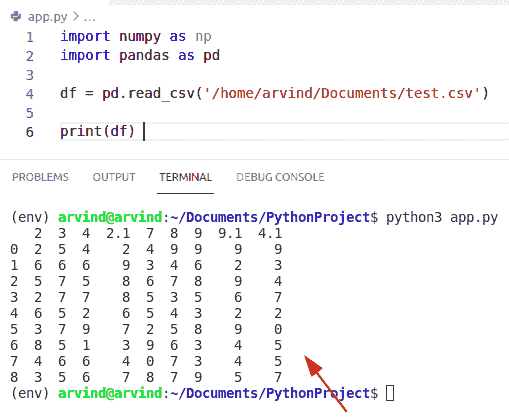 app.py > ...
1 import numpy as np
2 import pandas as pd
3
4 df = pd.read_csv('/home/arvind/Documents/test.csv')
5
6 print(df)
PROBLEMS OUTPUT TERMINAL DEBUG CONSOLE
(env) arvind@arvind:~/Documents/PythonProject$ python3 app.py
2 3 4 2.1 7 8 9 9.1 4.1
0 2 5 4 2 4 9 9 9 9
1 6 6 6 9 3 4 6 2 3
2 5 7 5 8 6 7 8 9 4
3 2 7 7 8 5 3 5 6 7
4 6 5 2 6 5 4 3 2 2
5 3 7 9 7 2 5 8 9 0
6 8 5 1 3 9 6 3 4 5
7 4 6 6 4 0 7 3 4 5
8 3 5 6 7 8 7 9 5 7
(env) arvind@arvind:~/Documents/PythonProject$